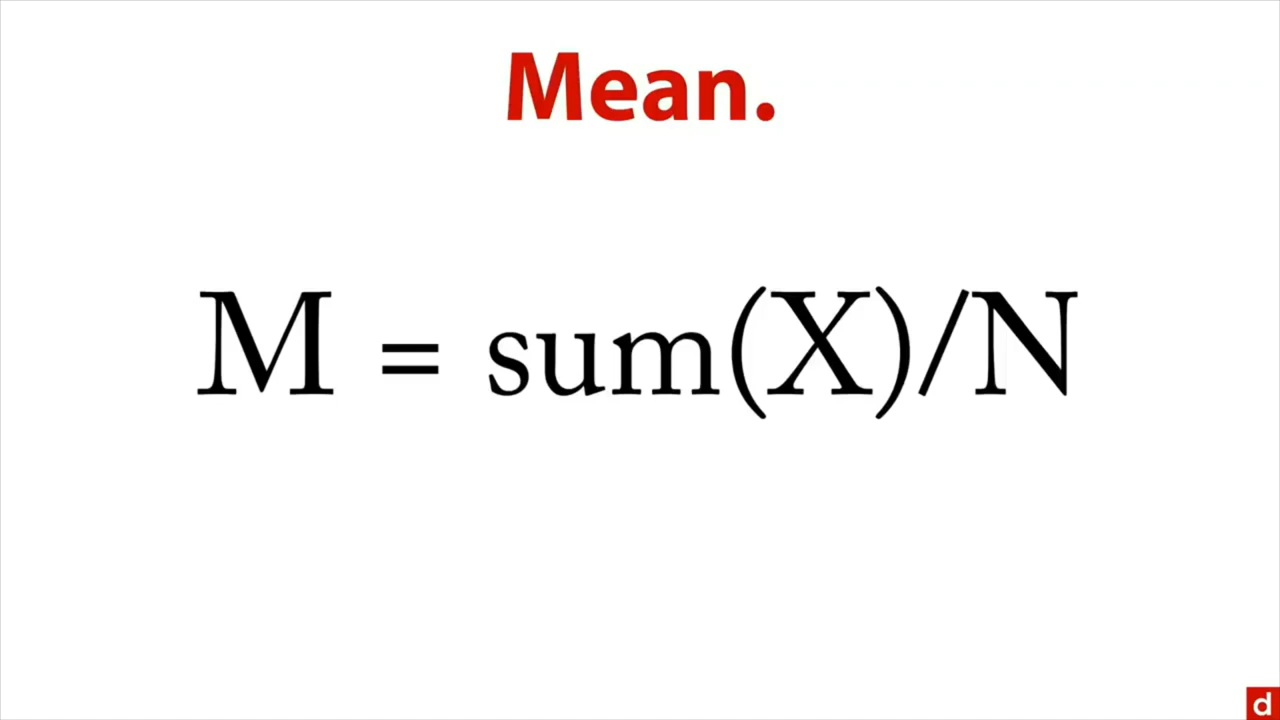 Mean.
M = sum(X)/N
d